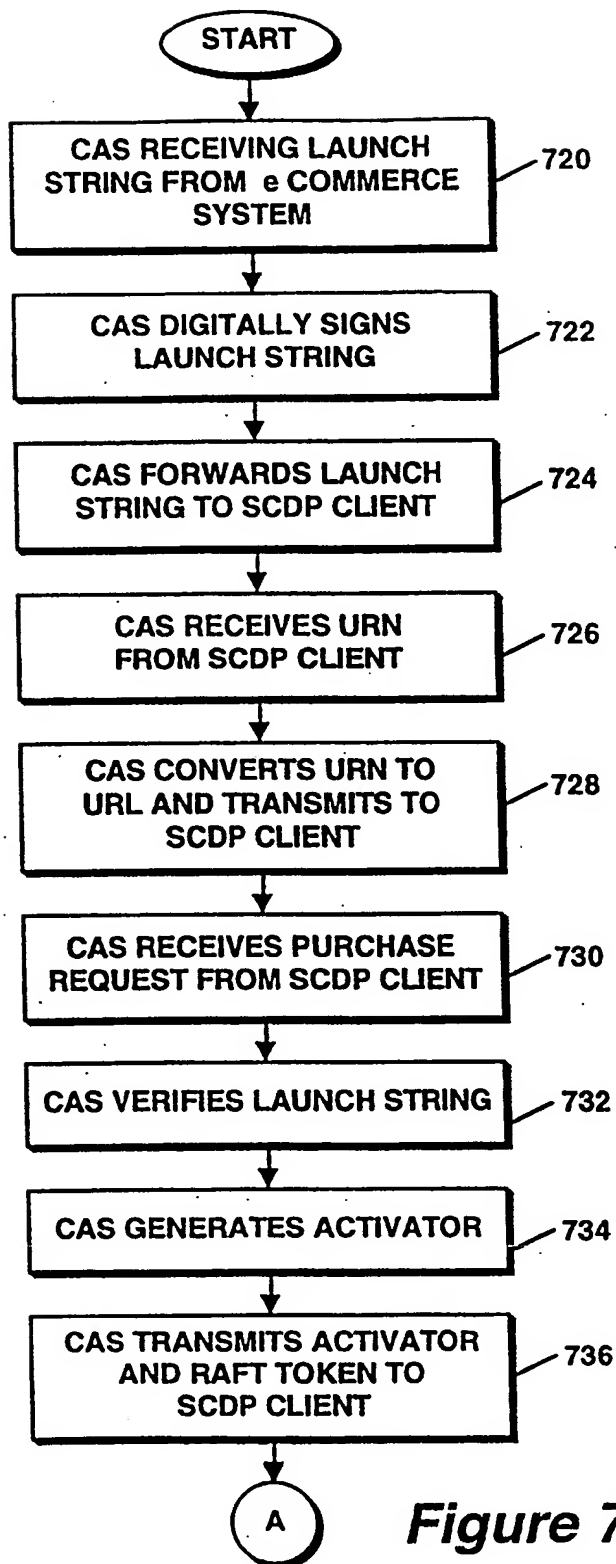 START
CAS RECEIVING LAUNCH
STRING FROM e COMMERCE
SYSTEM
720
CAS DIGITALLY SIGNS
LAUNCH STRING
722
CAS FORWARDS LAUNCH
STRING TO SCDP CLIENT
724
CAS RECEIVES URN
FROM SCDP CLIENT
726
CAS CONVERTS URN TO
URL AND TRANSMITS TO
SCDP CLIENT
728
CAS RECEIVES PURCHASE
REQUEST FROM SCDP CLIENT
730
CAS VERIFIES LAUNCH STRING
732
CAS GENERATES ACTIVATOR
734
CAS TRANSMITS ACTIVATOR
AND RAFT TOKEN TO
SCDP CLIENT
736
A
Figure 7